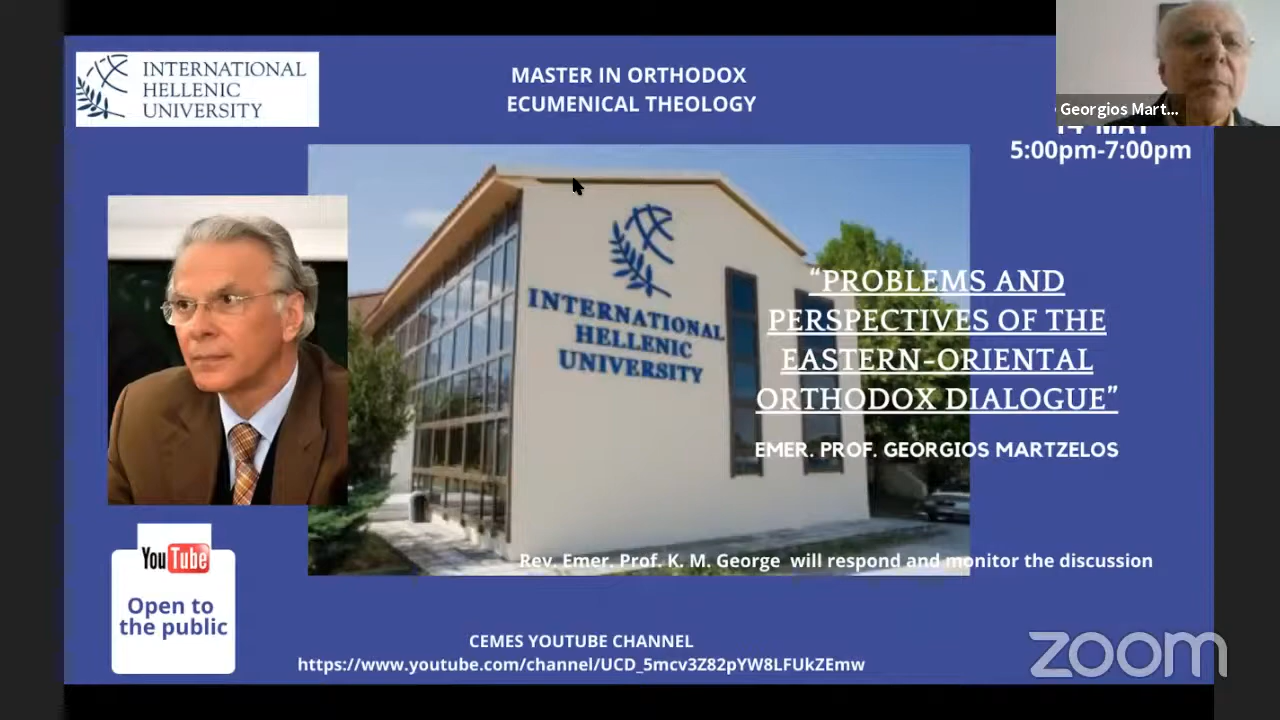 INTERNATIONAL
HELLENIC
UNIVERSITY
MASTER IN ORTHODOX
ECUMENICAL THEOLOGY
Georgios Mart...
14 MAY
5:00pm-7:00pm
INTERNATIONAL
HELLENIC
UNIVERSITY
“PROBLEMS AND
PERSPECTIVES OF THE
EASTERN-ORIENTAL
ORTHODOX DIALOGUE”
EMER. PROF. GEORGIOS MARTZELOS
Rev. Emer. Prof. K. M. George will respond and monitor the discussion
YouTube
Open to
the public
CEMES YOUTUBE CHANNEL
https://www.youtube.com/channel/UCD_5mcv3Z82pYW8LFUkZEmw
zoom